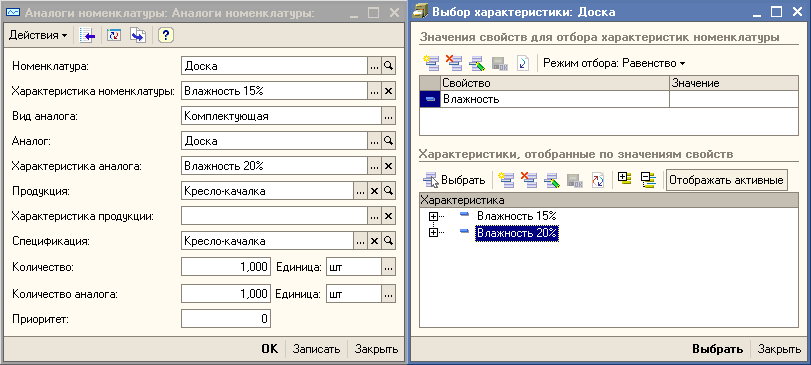 Аналоги номенклатуры: Аналоги номенклатуры:
Действия
Номенклатура: Доска
Характеристика номенклатуры: Влажность 15%
Вид аналога: Комплектующая
Аналог: Доска
Характеристика аналога: Влажность 20%
Продукция: Кресло-качалка
Характеристика продукции:
Спецификация: Кресло-качалка
Количество: 1,000 Единица: шт
Количество аналога: 1,000 Единица: шт
Приоритет: 0
OK Записать Закрыть
Выбор характеристики: Доска
Значения свойств для отбора характеристик номенклатуры
Режим отбора: Равенство
Свойство Значение
Влажность
Характеристики, отобранные по значениям свойств
Выбрать Отображать активные
Характеристика
Влажность 15%
Влажность 20%
Выбрать Закрыть